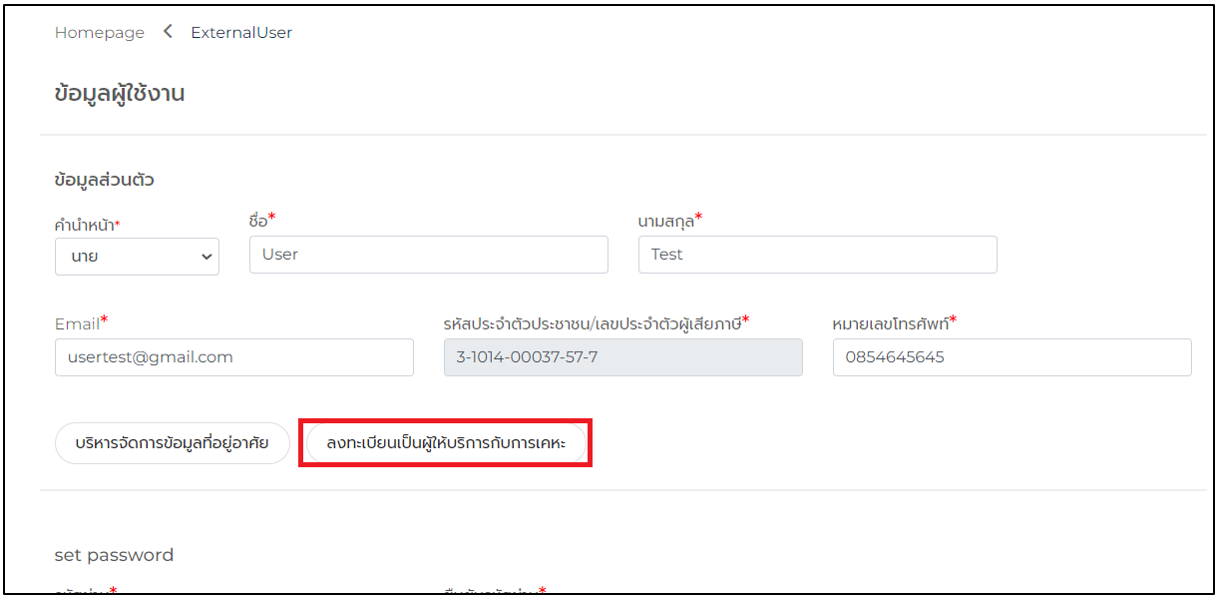 Homepage < ExternalUser
ข้อมูลผู้ใช้งาน
ข้อมูลส่วนตัว
คำนำหน้า* ชื่อ* นามสกุล*
นาย User Test
Email* รหัสประจำตัวประชาชน/เลขประจำตัวผู้เสียภาษี* หมายเลขโทรศัพท์*
usertest@gmail.com 3-1014-00037-57-7 0854645645
บริหารจัดการข้อมูลที่อยู่อาศัย ลงทะเบียนเป็นผู้ให้บริการกับการเคหะ
set password